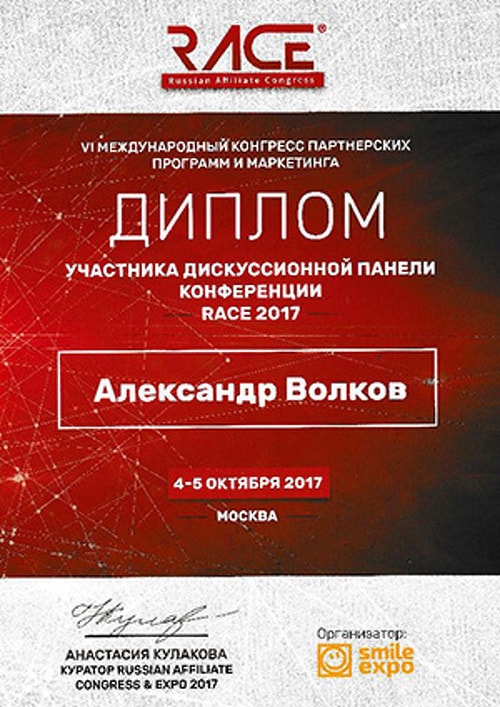 RACE®
Russian Affiliate Congress
VI МЕЖДУНАРОДНЫЙ КОНГРЕСС ПАРТНЕРСКИХ
ПРОГРАММ И МАРКЕТИНГА
ДИПЛОМ
УЧАСТНИКА ДИСКУССИОННОЙ ПАНЕЛИ
КОНФЕРЕНЦИИ
RACE 2017
Александр Волков
4-5 ОКТЯБРЯ 2017
МОСКВА
АНАСТАСИЯ КУЛАКОВА
КУРАТОР RUSSIAN AFFILIATE
CONGRESS & EXPO 2017
Организатор:
smile
expo